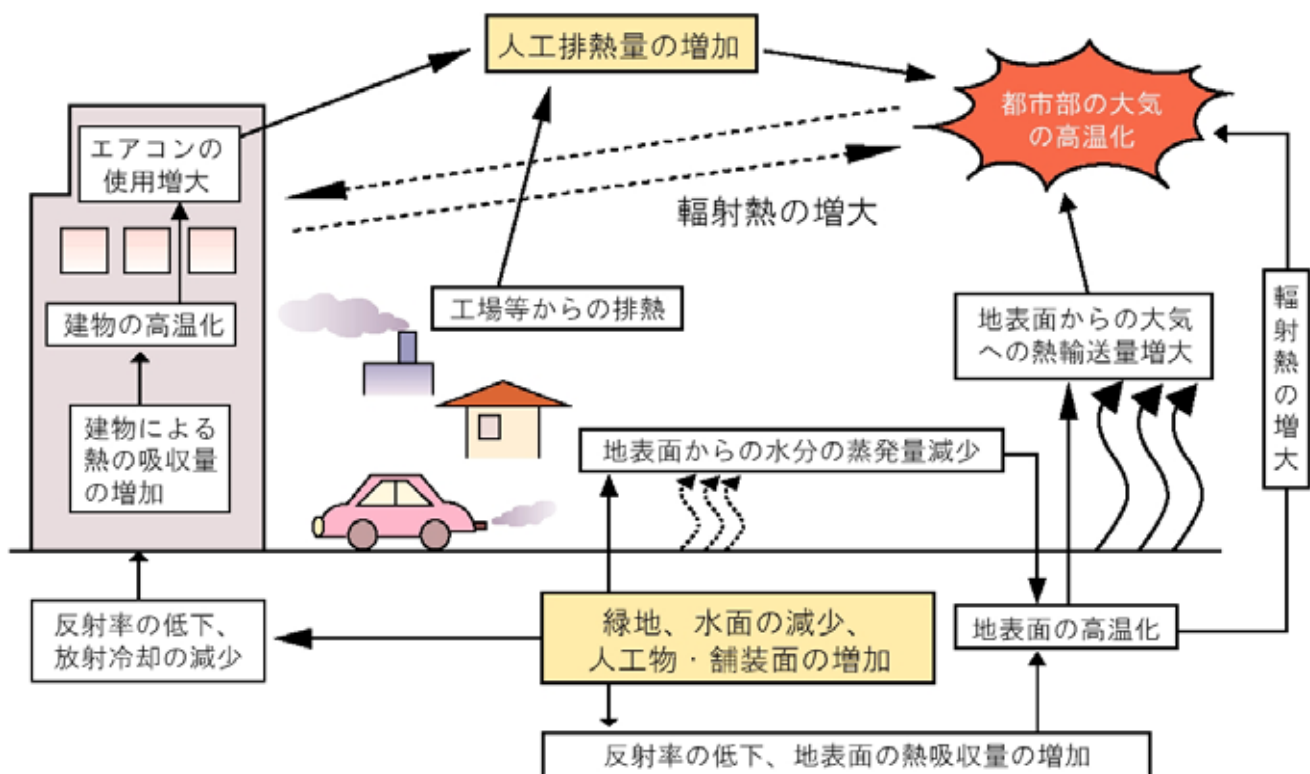 人工排熱量の増加
都市部の大気
の高温化
エアコンの
使用増大
輻射熱の増大
建物の高温化
工場等からの排熱
地表面からの大気
への熱輸送量増大
輻射熱の増大
建物による
熱の吸収量
の増加
地表面からの水分の蒸発量減少
反射率の低下、
放射冷却の減少
緑地、水面の減少、
人工物・舗装面の増加
地表面の高温化
反射率の低下、地表面の熱吸収量の増加